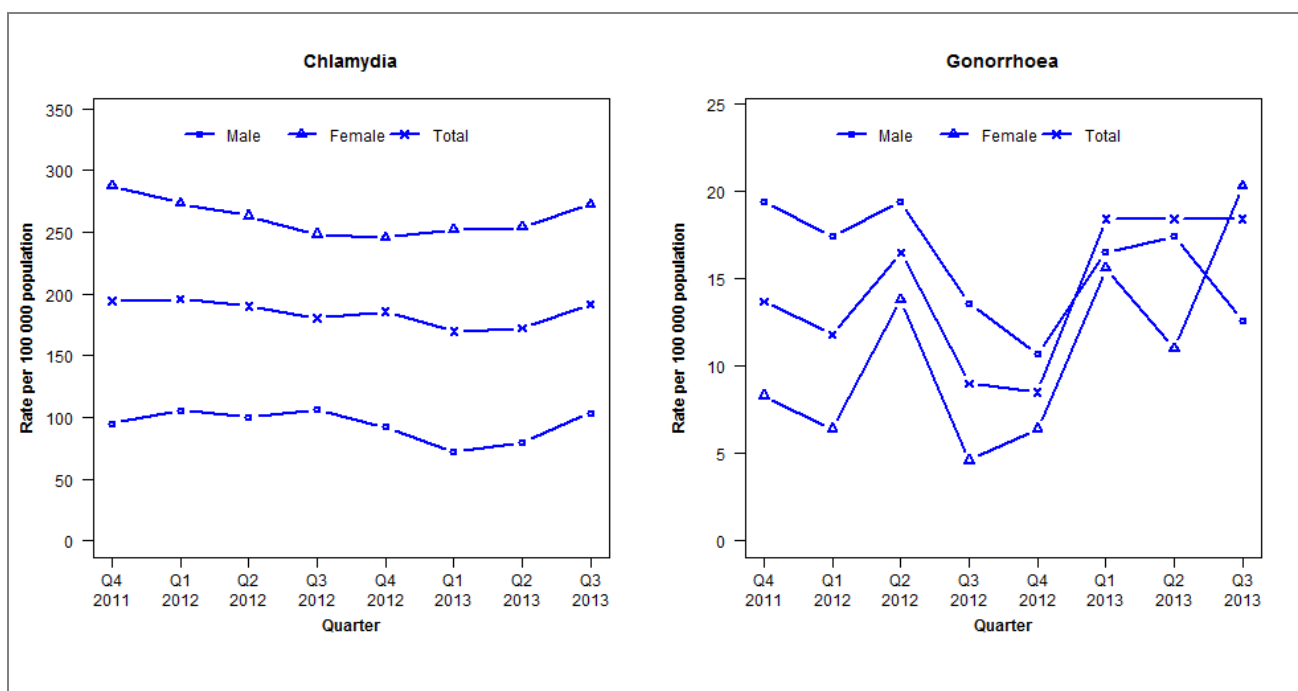 Chlamydia
Male Female Total
Rate per 100 000 population
350
300
250
200
150
100
50
0
Q4 Q1 Q2 Q3 Q4 Q1 Q2 Q3
2011 2012 2012 2012 2012 2013 2013 2013
Quarter
Gonorrhoea
Male Female Total
Rate per 100 000 population
25
20
15
10
5
0
Q4 Q1 Q2 Q3 Q4 Q1 Q2 Q3
2011 2012 2012 2012 2012 2013 2013 2013
Quarter